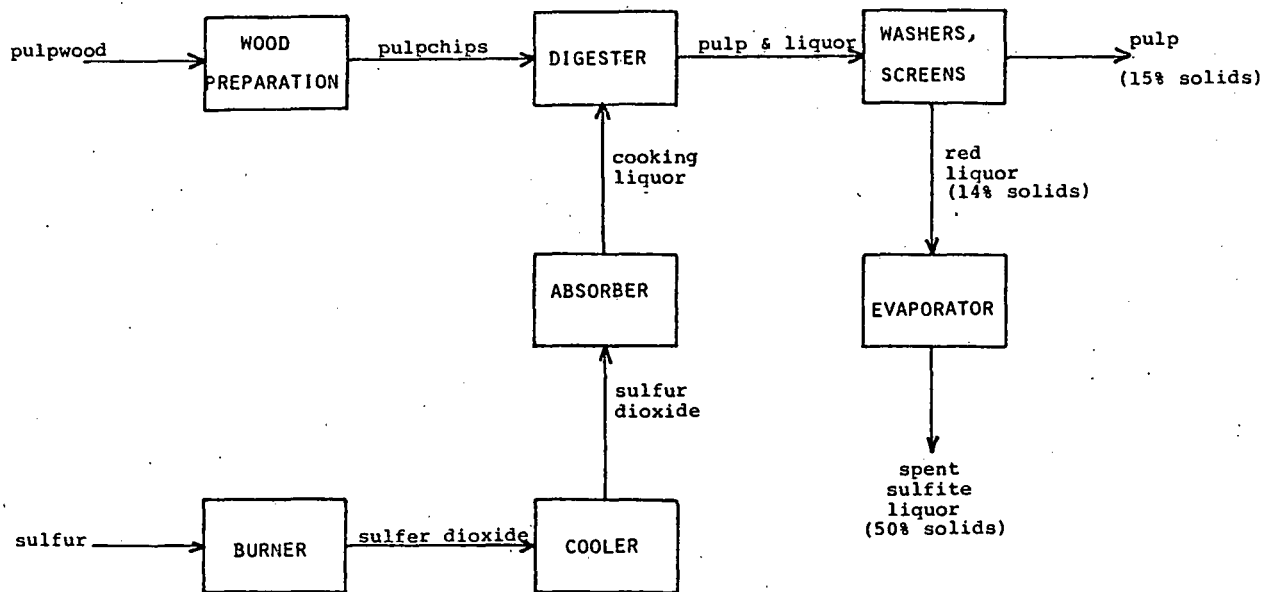 pulpwood
WOOD
PREPARATION
pulpchips
DIGESTER
pulp & liquor
WASHERS,
SCREENS
pulp
(15% solids)
cooking
liquor
red
liquor
(14% solids)
ABSORBER
EVAPORATOR
sulfur
dioxide
spent
sulfite
liquor
(50% solids)
sulfur
BURNER
sulfer dioxide
COOLER